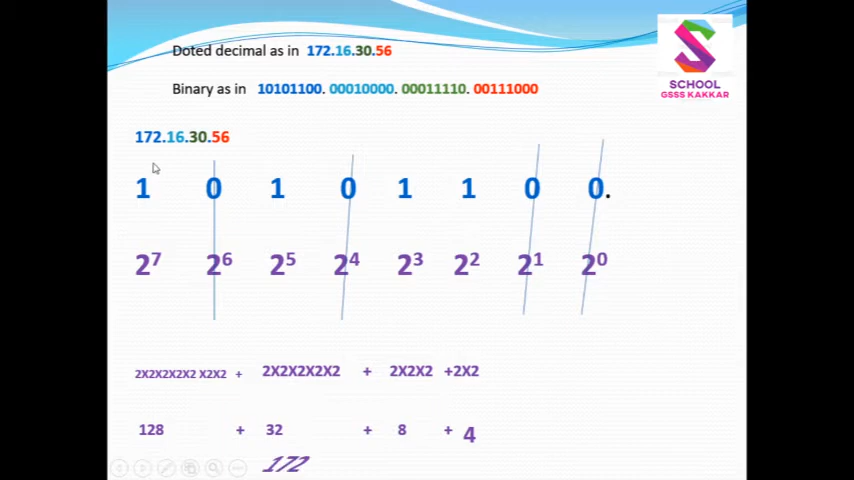 Doted decimal as in 172.16.30.56
SCHOOL
GSSS KAKKAR
Binary as in 10101100. 00010000. 00011110. 00111000
172.16.30.56
1 0 1 0 1 1 0 0.
2⁷ 2⁶ 2⁵ 2⁴ 2³ 2² 2¹ 2⁰
2X2X2X2X2 X2X2 + 2X2X2X2X2 + 2X2X2 +2X2
128 + 32 + 8 + 4
172